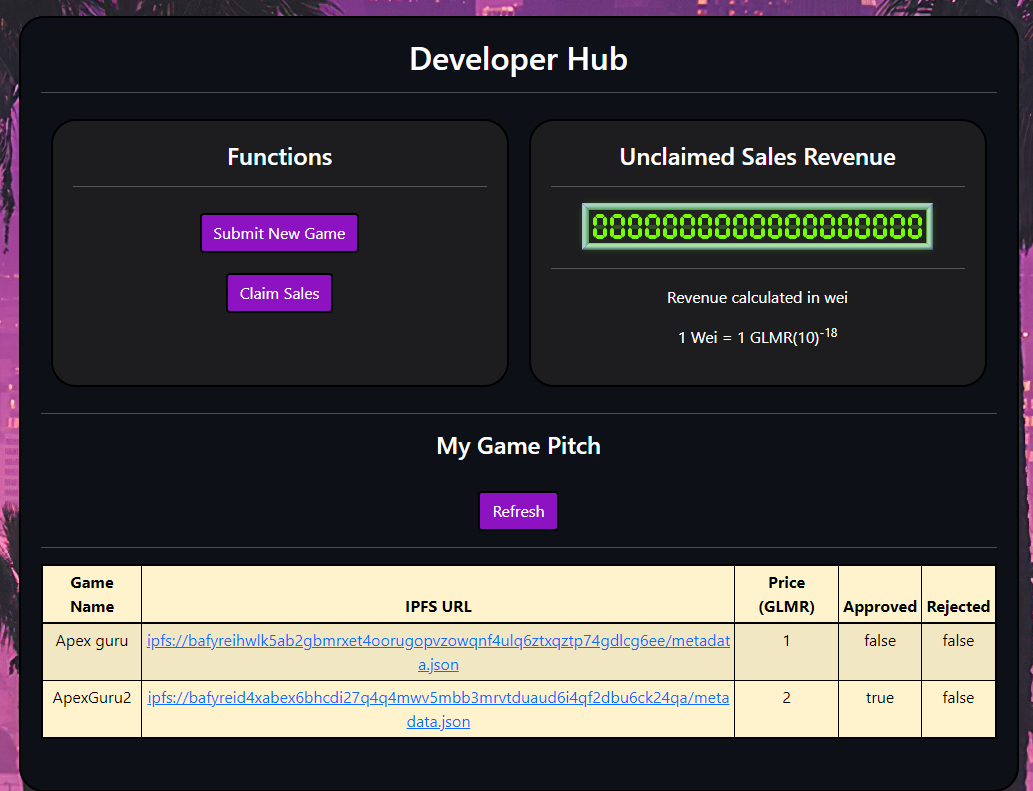 Developer Hub
Functions
Submit New Game
Claim Sales
Unclaimed Sales Revenue
0000000000000000000
Revenue calculated in wei
1 Wei = 1 GLMR(10)-18
My Game Pitch
Refresh
Game Name IPFS URL Price (GLMR) Approved Rejected
Apex guru ipfs://bafyreihwlk5ab2gbmrxet4oorugopvzowqnf4ulq6ztxqztp74gdlcg6ee/metadata.json 1 false false
ApexGuru2 ipfs://bafyreid4xabex6bhcdi27q4q4mwv5mbb3mrvtduaud6i4qf2dbu6ck24qa/metadata.json 2 true false